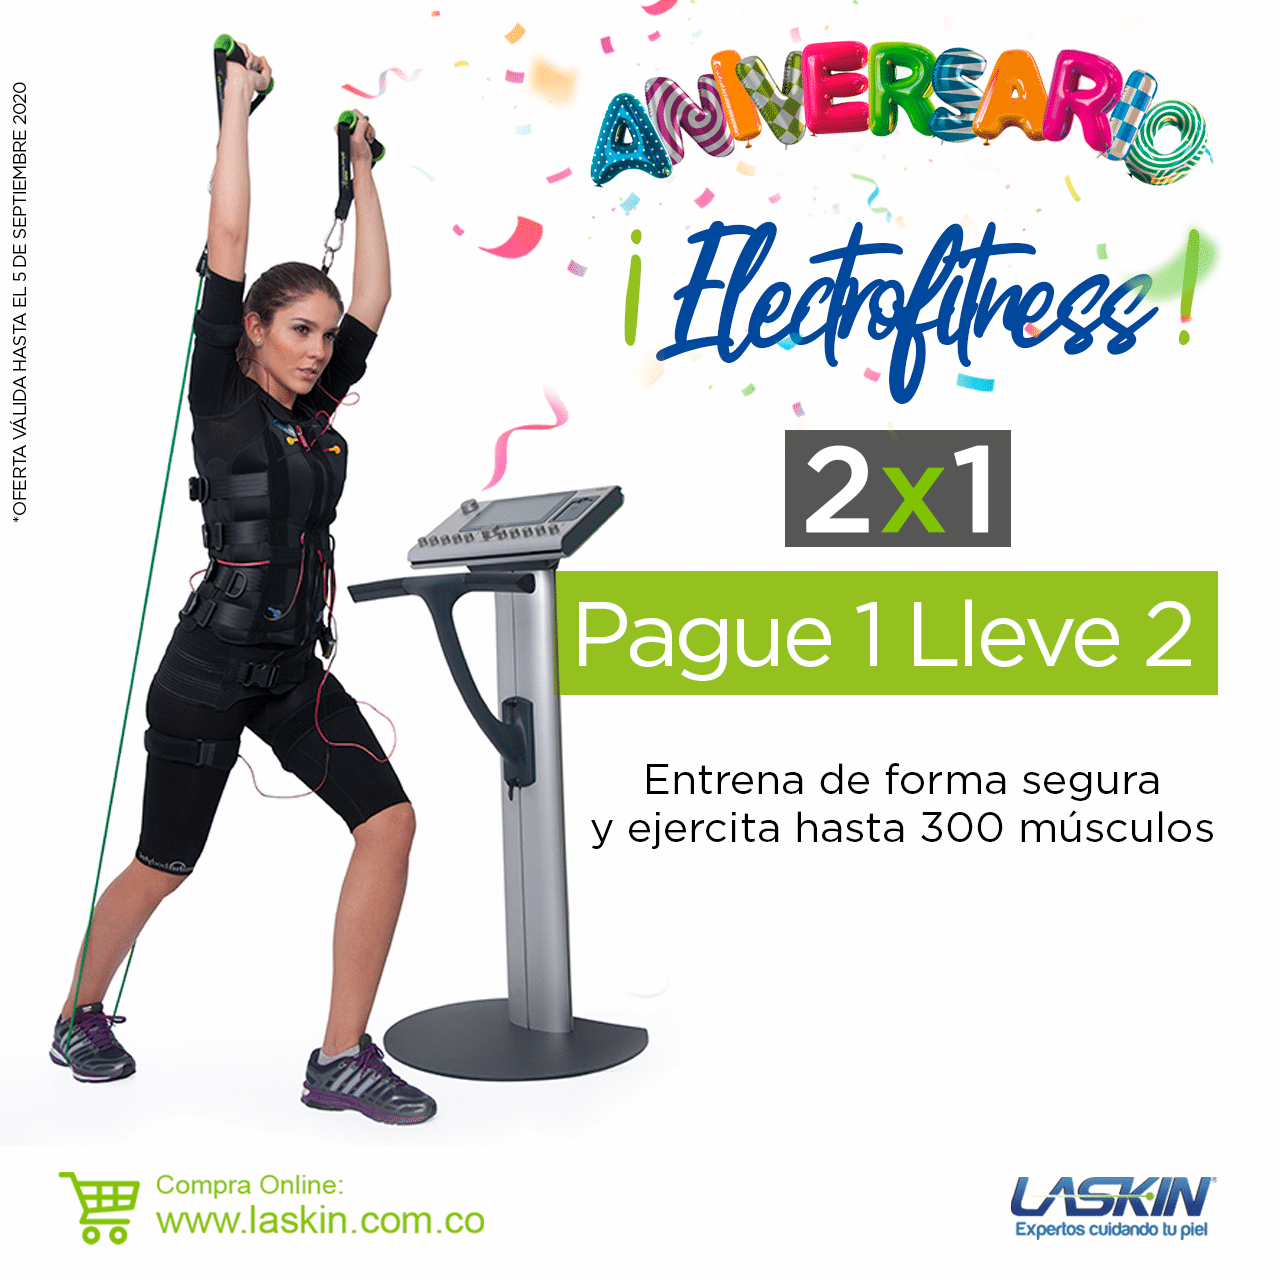 *OFERTA VÁLIDA HASTA EL 5 DE SEPTIEMBRE 2020
ANIVERSARIO
¡Electrofitness!
2x1
Pague 1 Lleve 2
Entrena de forma segura
y ejercita hasta 300 músculos
Compra Online:
www.laskin.com.co
LASKIN®
Expertos cuidando tu piel